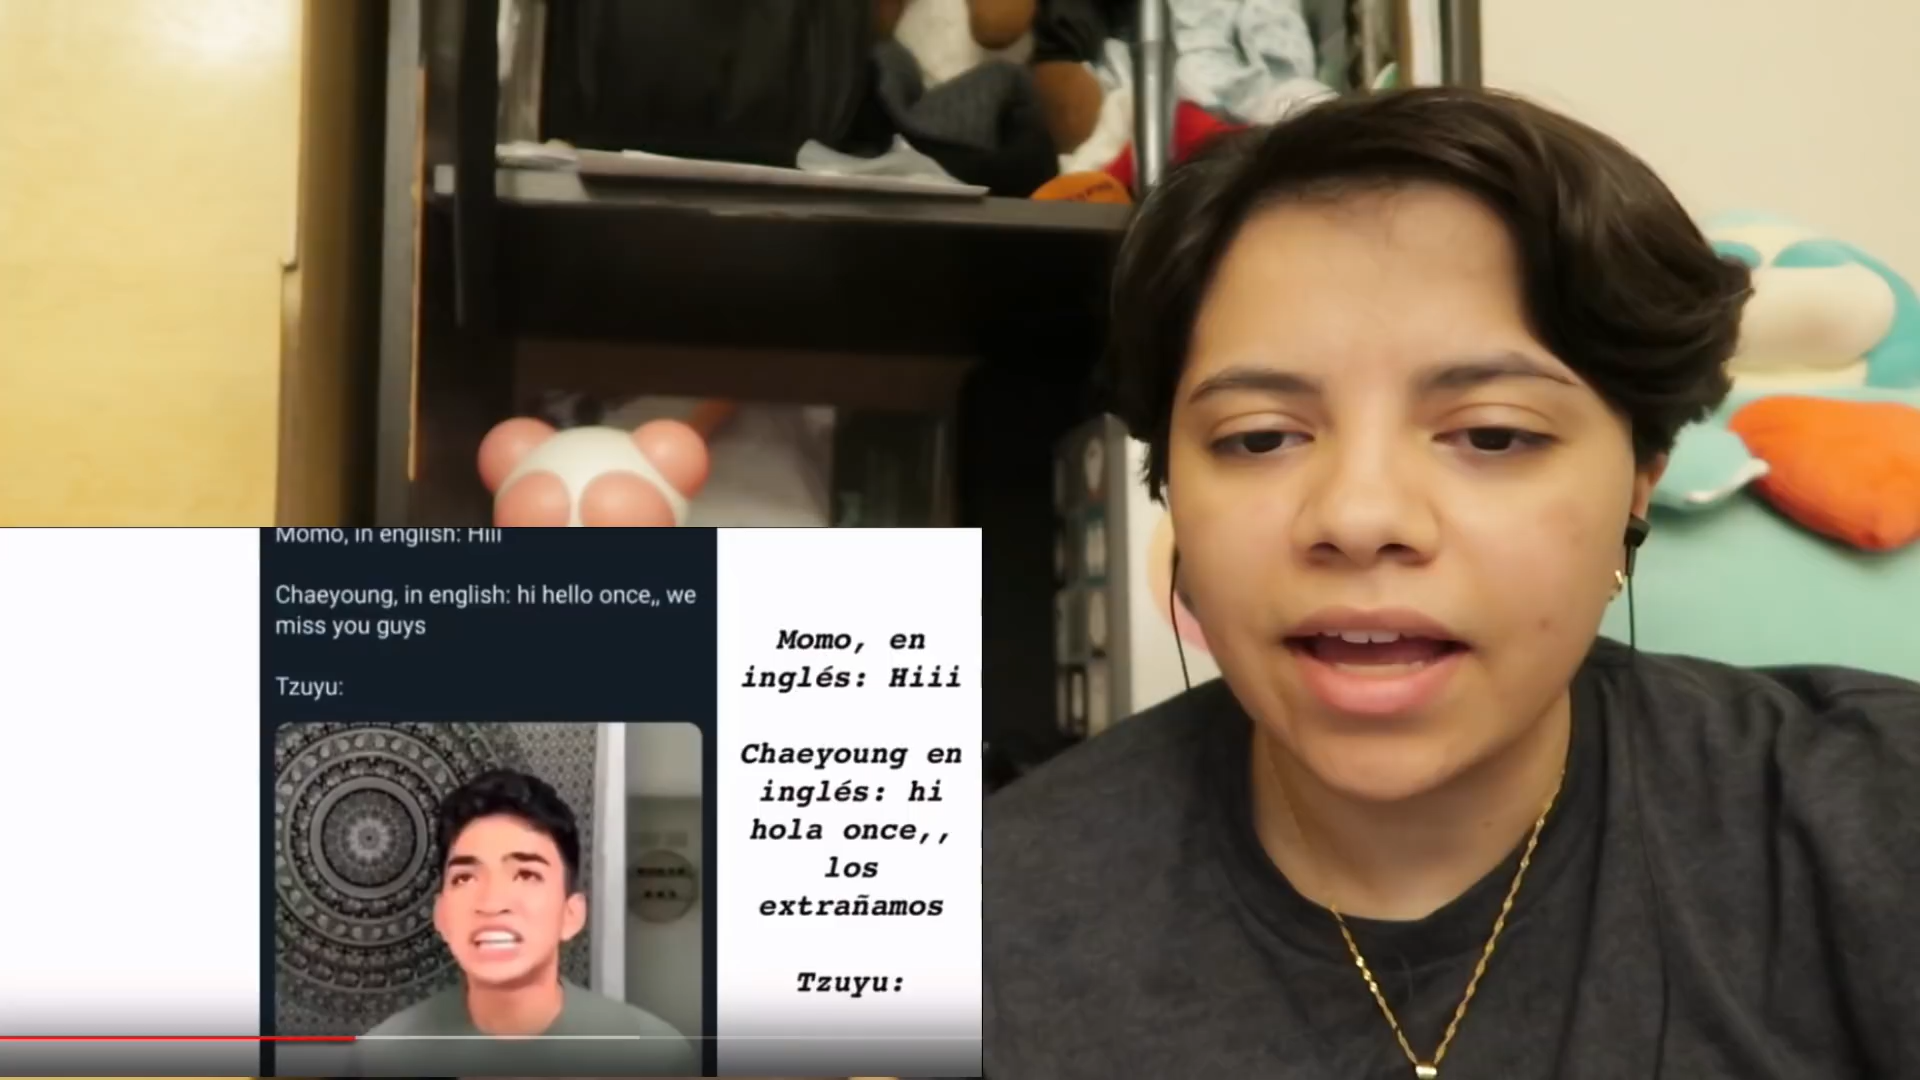 Momo, in english: Hiii
Chaeyoung, in english: hi hello once,, we
miss you guys
Tzuyu:
Momo, en
inglés: Hiii
Chaeyoung en
inglés: hi
hola once,,
los
extrañamos
Tzuyu: